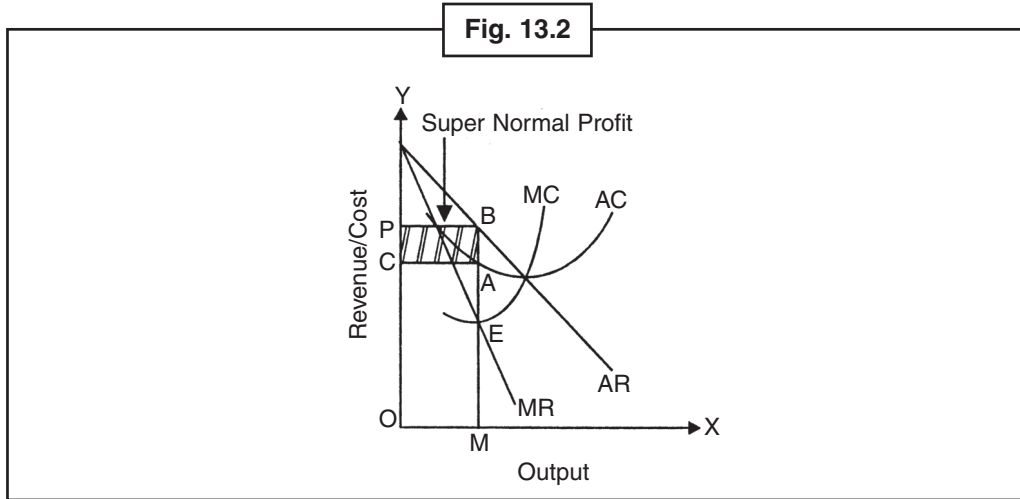 Fig. 13.2
Y
Super Normal Profit
MC
AC
B
P
C
A
E
Revenue/Cost
AR
MR
O
M
X
Output